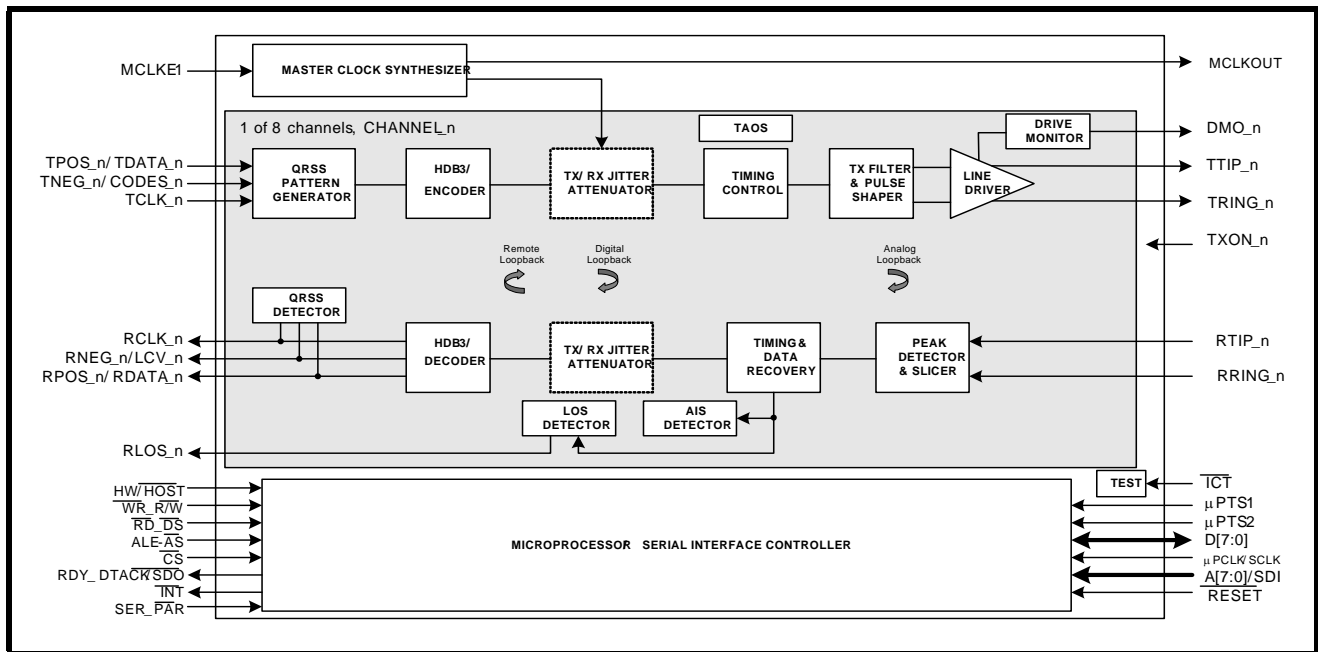 MCLKE1
MASTER CLOCK SYNTHESIZER
MCLKOUT
1 of 8 channels, CHANNEL_n
TAOS
DRIVE
MONITOR
DMO_n
TPOS_n/ TDATA_n
TNEG_n/ CODES_n
TCLK_n
QRSS
PATTERN
GENERATOR
HDB3/
ENCODER
TX/ RX JITTER
ATTENUATOR
TIMING
CONTROL
TX FILTER
& PULSE
SHAPER
LINE
DRIVER
TTIP_n
TRING_n
TXON_n
Remote
Loopback
Digital
Loopback
Analog
Loopback
QRSS
DETECTOR
RCLK_n
RNEG_n/ LCV_n
RPOS_n/ RDATA_n
HDB3/
DECODER
TX/ RX JITTER
ATTENUATOR
TIMING &
DATA
RECOVERY
PEAK
DETECTOR
& SLICER
RTIP_n
RRING_n
LOS
DETECTOR
AIS
DETECTOR
RLOS_n
TEST
ICT
HW/HOST
WR_R/W
RD_DS
ALE-AS
CS
RDY_DTACK/SDO
INT
SER_PAR
MICROPROCESSOR SERIAL INTERFACE CONTROLLER
μPTS1
μPTS2
D[7:0]
μPCLK/SCLK
A[7:0]/SDI
RESET